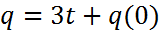 q = 3t + q(0)